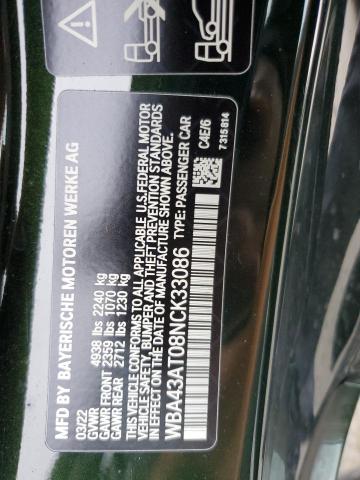 MFD BY BAYERISCHE MOTOREN WERKE AG
03/22
GVWR 4938 lbs 2240 kg
GAWR FRONT 2359 lbs 1070 kg
GAWR REAR 2712 lbs 1230 kg
THIS VEHICLE CONFORMS TO ALL APPLICABLE U.S.FEDERAL MOTOR
VEHICLE SAFETY, BUMPER AND THEFT PREVENTION STANDARDS
IN EFFECT ON THE DATE OF MANUFACTURE SHOWN ABOVE.
WBA43AT08NCK33086 TYPE: PASSENGER CAR
C4E/6
7 315 814